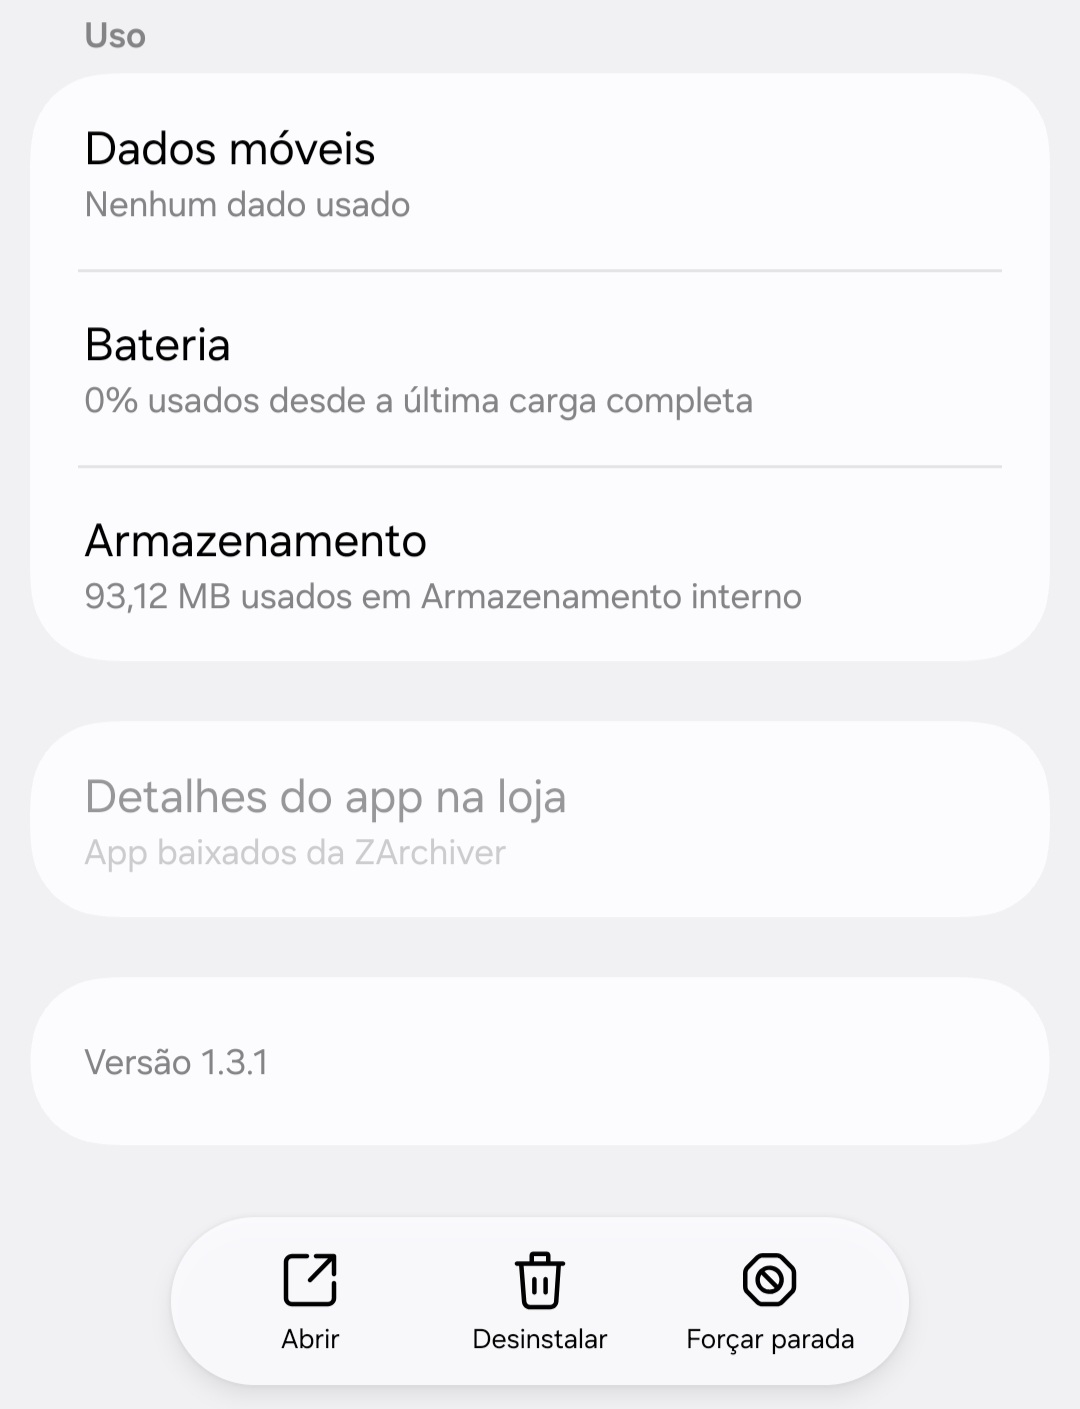 Uso
Dados móveis
Nenhum dado usado
Bateria
0% usados desde a última carga completa
Armazenamento
93,12 MB usados em Armazenamento interno
Detalhes do app na loja
App baixados da ZArchiver
Versão 1.3.1
Abrir
Desinstalar
Forçar parada